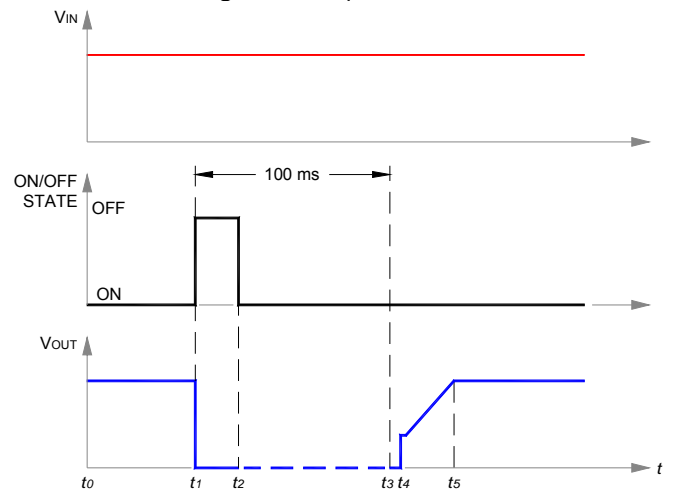 VIN
100 ms
ON/OFF
STATE
OFF
ON
VOUT
t0 t1 t2 t3 t4 t5 t